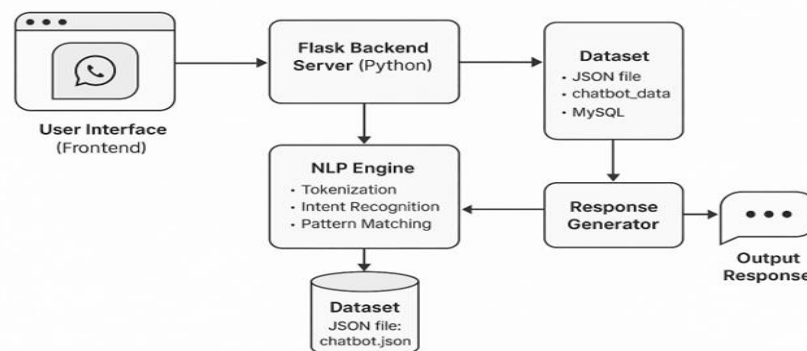 User Interface
(Frontend)
Flask Backend
Server (Python)
Dataset
• JSON file
• chatbot_data
• MySQL
NLP Engine
• Tokenization
• Intent Recognition
• Pattern Matching
Response
Generator
Output
Response
Dataset
JSON file:
chatbot.json